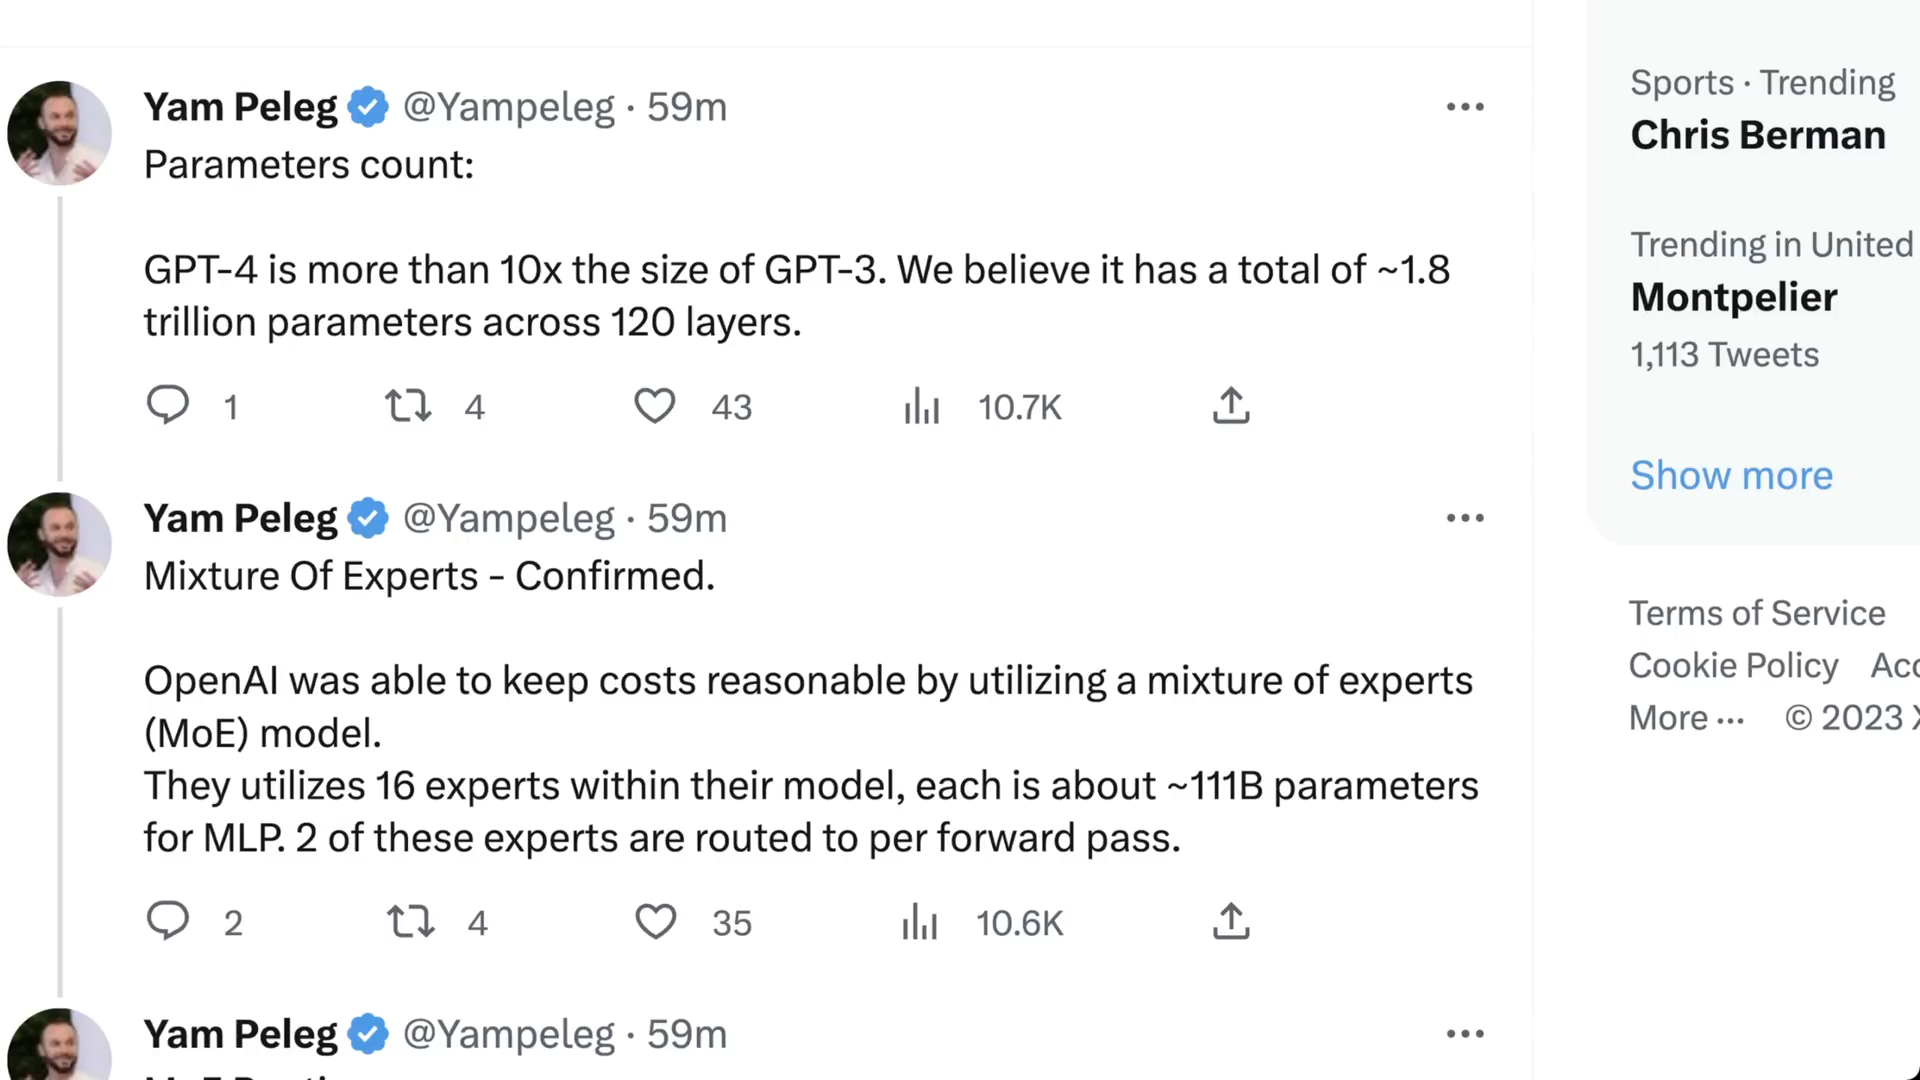 Yam Peleg @Yampeleg · 59m
Parameters count:
GPT-4 is more than 10x the size of GPT-3. We believe it has a total of ~1.8
trillion parameters across 120 layers.
1 4 43 10.7K
Yam Peleg @Yampeleg · 59m
Mixture Of Experts - Confirmed.
OpenAI was able to keep costs reasonable by utilizing a mixture of experts
(MoE) model.
They utilizes 16 experts within their model, each is about ~111B parameters
for MLP. 2 of these experts are routed to per forward pass.
2 4 35 10.6K
Yam Peleg @Yampeleg · 59m
Sports · Trending
Chris Berman
Trending in United
Montpelier
1,113 Tweets
Show more
Terms of Service
Cookie Policy Acc
More ··· © 2023 X